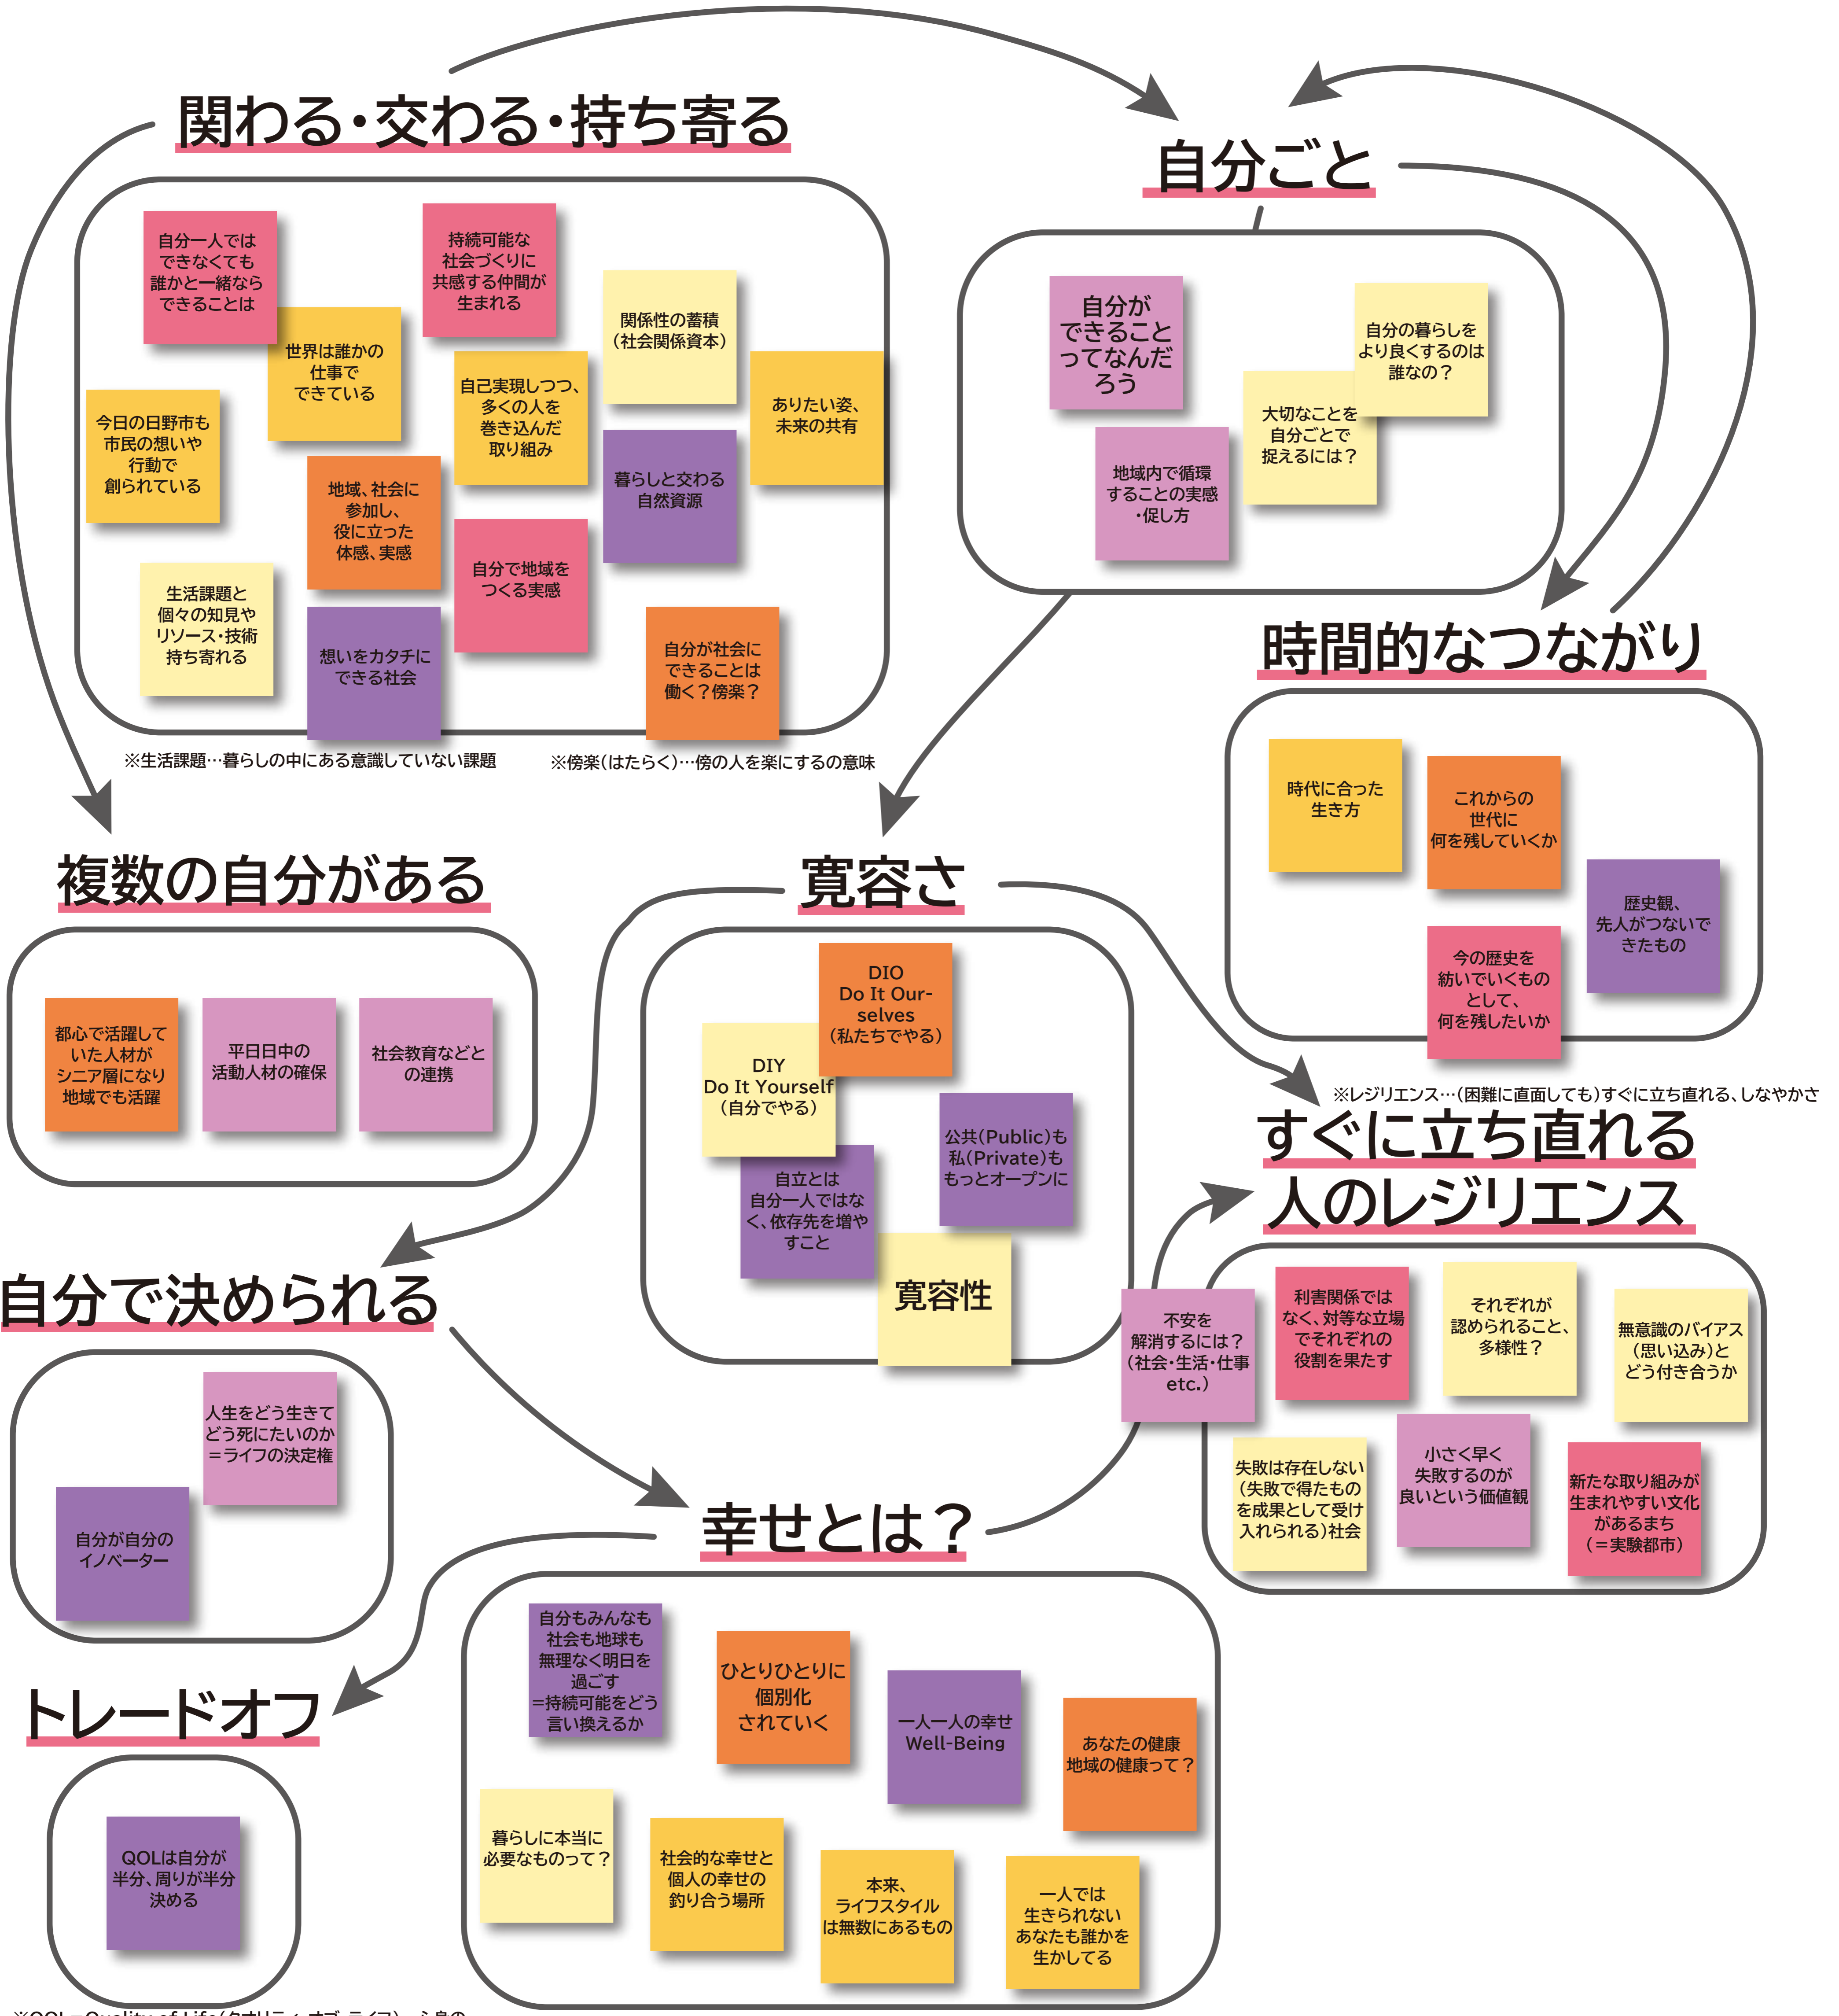 関わる・交わる・持ち寄る
自分一人では
できなくても
誰かと一緒なら
できることは
持続可能な
社会づくりに
共感する仲間が
生まれる
関係性の蓄積
（社会関係資本）
世界は誰かの
仕事で
できている
自己実現しつつ、
多くの人を
巻き込んだ
取り組み
ありたい姿、
未来の共有
今日の日野市も
市民の想いや
行動で
創られている
地域、社会に
参加し、
役に立った
体感、実感
暮らしと交わる
自然資源
自分で地域を
つくる実感
生活課題と
個々の知見や
リソース・技術
持ち寄れる
想いをカタチに
できる社会
自分が社会に
できることは
働く？傍楽？
※生活課題…暮らしの中にある意識していない課題
※傍楽（はたらく）…傍の人を楽にするの意味
自分ごと
自分が
できること
ってなんだ
ろう
自分の暮らしを
より良くするのは
誰なの？
大切なことを
自分ごとで
捉えるには？
地域内で循環
することの実感
・促し方
時間的なつながり
時代に合った
生き方
これからの
世代に
何を残していくか
歴史観、
先人がつないで
きたもの
今の歴史を
紡いでいくもの
として、
何を残したいか
複数の自分がある
都心で活躍して
いた人材が
シニア層になり
地域でも活躍
平日日中の
活動人材の確保
社会教育などと
の連携
寛容さ
DIO
Do It Our-
selves
（私たちでやる）
DIY
Do It Yourself
（自分でやる）
公共（Public）も
私（Private）も
もっとオープンに
自立とは
自分一人ではな
く、依存先を増や
すこと
寛容性
※レジリエンス…（困難に直面しても）すぐに立ち直れる、しなやかさ
すぐに立ち直れる
人のレジリエンス
不安を
解消するには？
（社会・生活・仕事
etc.）
利害関係では
なく、対等な立場
でそれぞれの
役割を果たす
それぞれが
認められること、
多様性？
無意識のバイアス
（思い込み）と
どう付き合うか
失敗は存在しない
（失敗で得たもの
を成果として受け
入れられる）社会
小さく早く
失敗するのが
良いという価値観
新たな取り組みが
生まれやすい文化
があるまち
（＝実験都市）
自分で決められる
人生をどう生きて
どう死にたいのか
＝ライフの決定権
自分が自分の
イノベーター
幸せとは？
自分もみんなも
社会も地球も
無理なく明日を
過ごす
=持続可能をどう
言い換えるか
ひとりひとりに
個別化
されていく
一人一人の幸せ
Well-Being
あなたの健康
地域の健康って？
暮らしに本当に
必要なものって？
社会的な幸せと
個人の幸せの
釣り合う場所
本来、
ライフスタイル
は無数にあるもの
一人では
生きられない
あなたも誰かを
生かしてる
トレードオフ
QOLは自分が
半分、周りが半分
決める